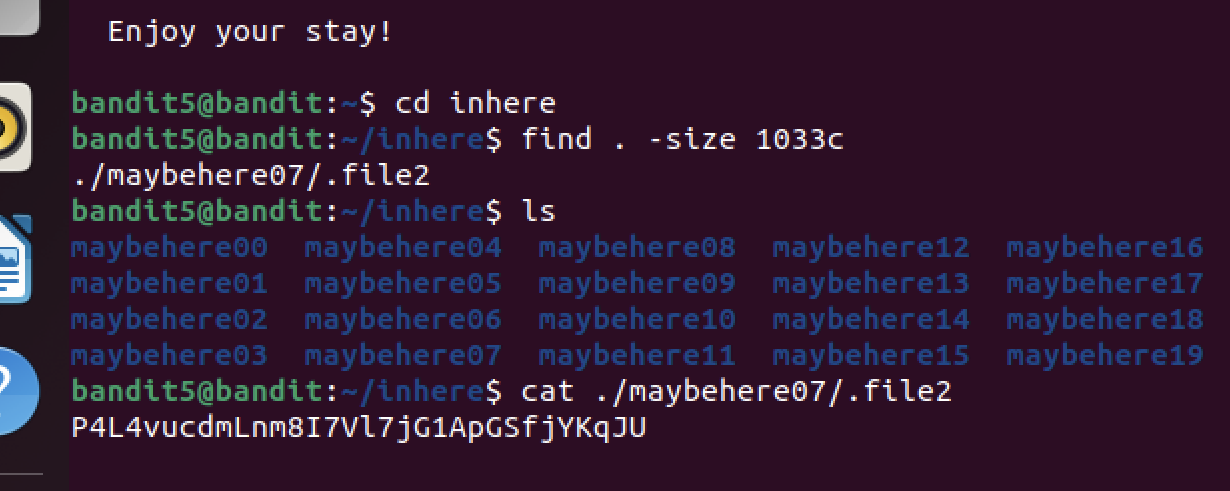 Enjoy your stay!
bandit5@bandit:~$ cd inhere
bandit5@bandit:~/inhere$ find . -size 1033c
./maybehere07/.file2
bandit5@bandit:~/inhere$ ls
maybehere00  maybehere04  maybehere08  maybehere12  maybehere16
maybehere01  maybehere05  maybehere09  maybehere13  maybehere17
maybehere02  maybehere06  maybehere10  maybehere14  maybehere18
maybehere03  maybehere07  maybehere11  maybehere15  maybehere19
bandit5@bandit:~/inhere$ cat ./maybehere07/.file2
P4L4vucdmLnm8I7Vl7jG1ApGSfjYKqJU